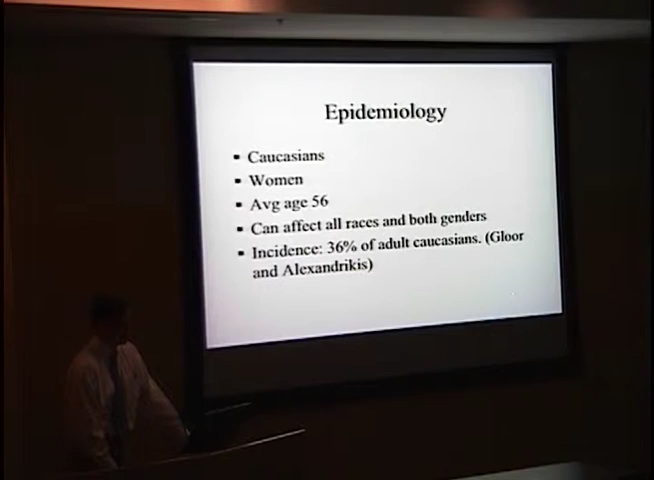 Epidemiology
▪ Caucasians
▪ Women
▪ Avg age 56
▪ Can affect all races and both genders
▪ Incidence: 36% of adult caucasians. (Gloor
and Alexandrikis)